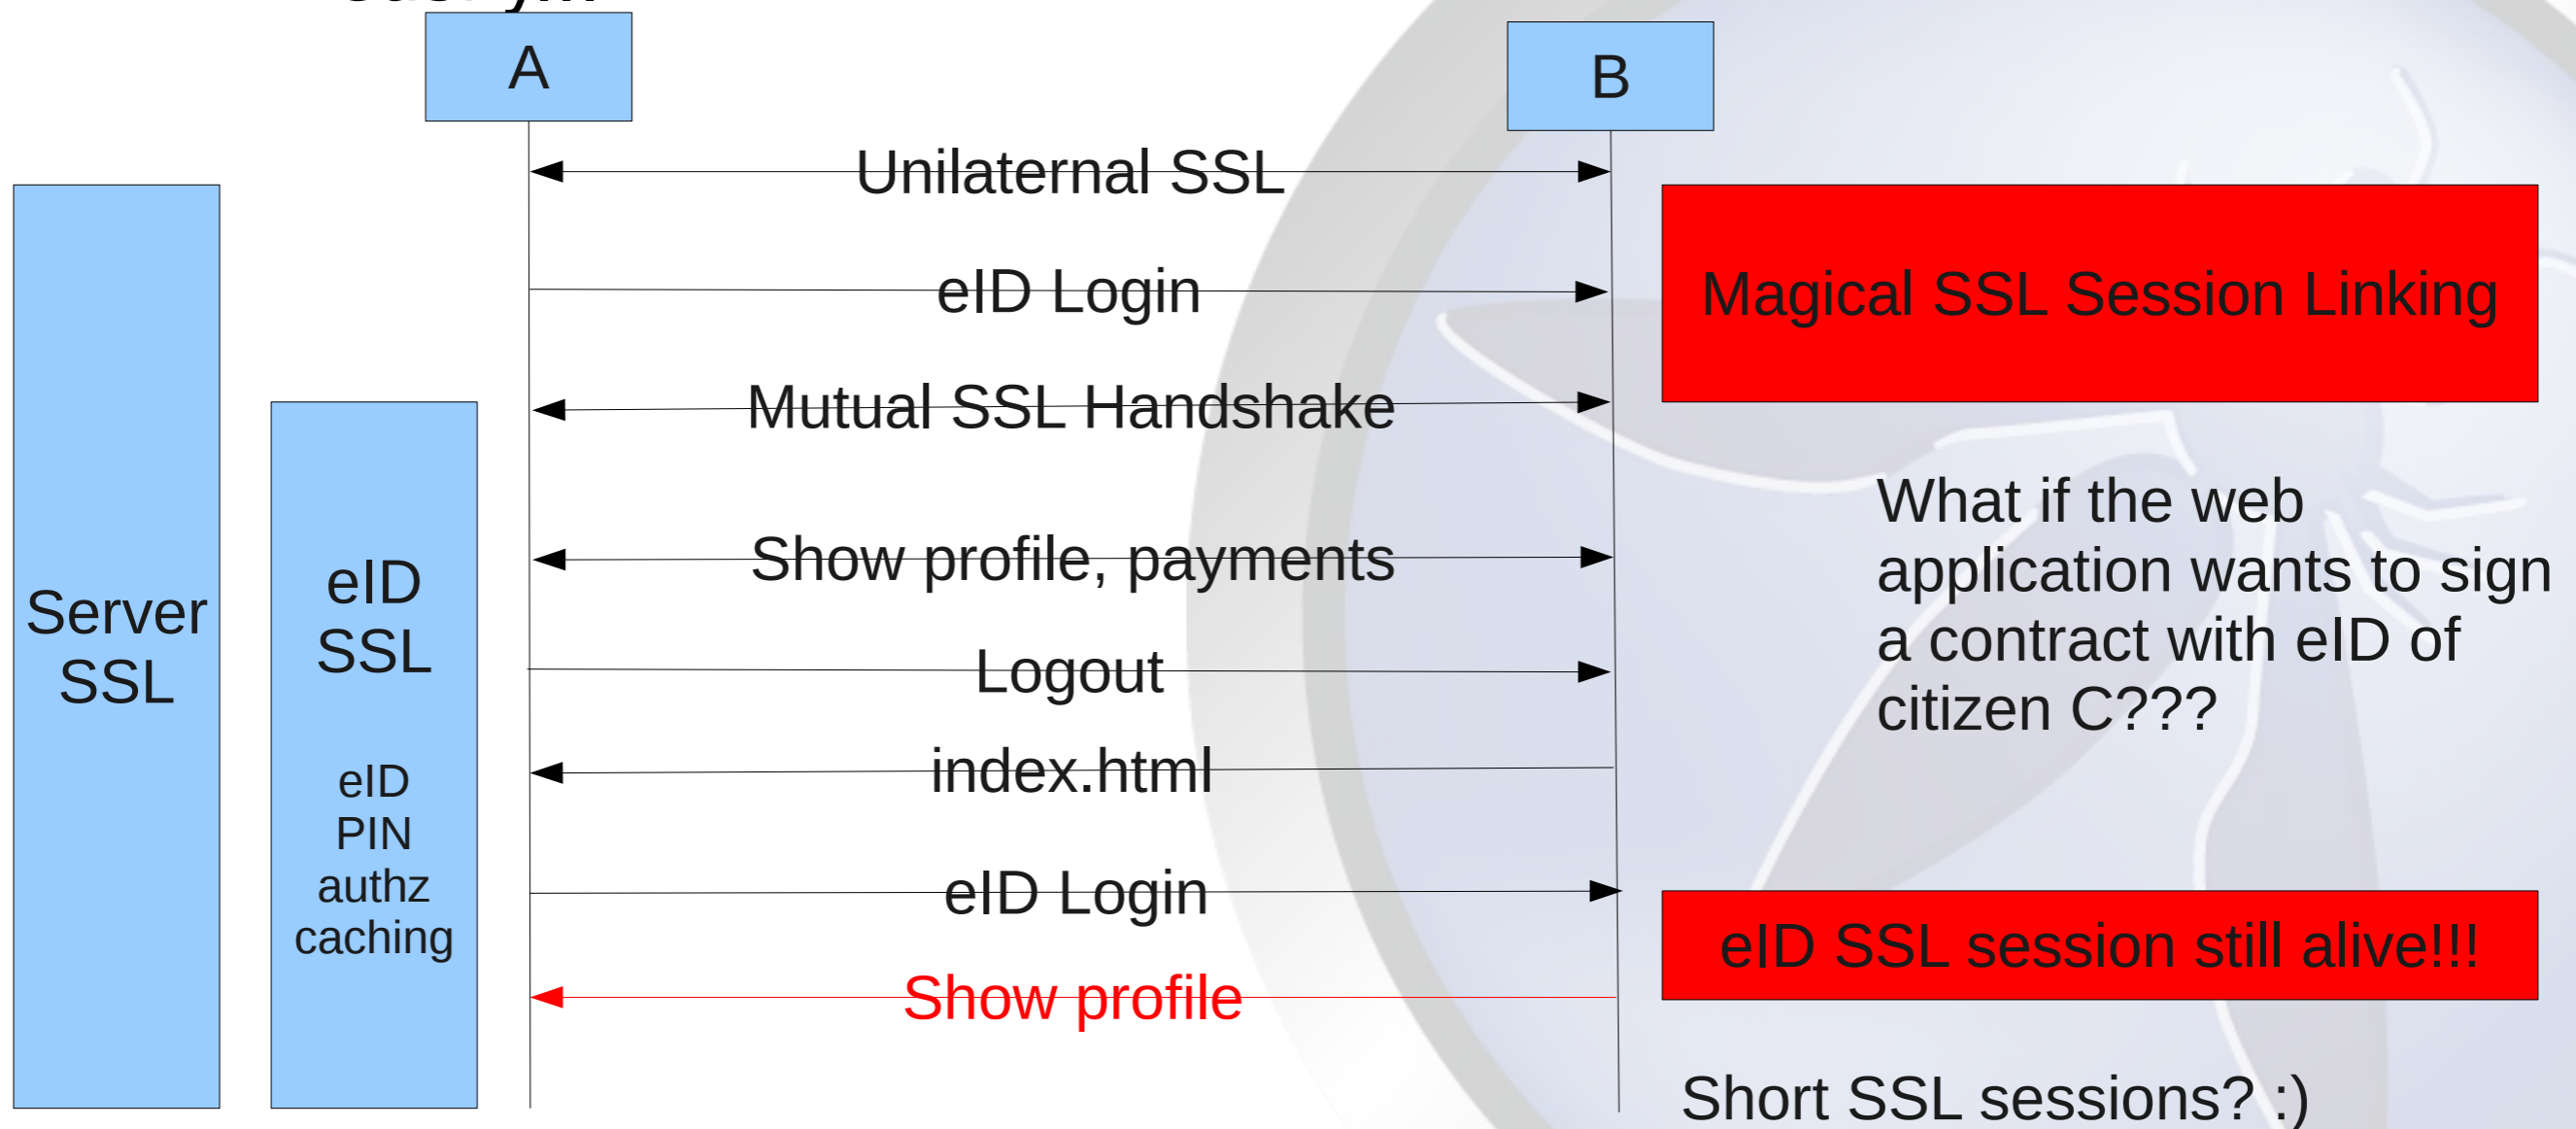 A
B
Unilaternal SSL
eID Login
Magical SSL Session Linking
Mutual SSL Handshake
What if the web
application wants to sign
a contract with eID of
citizen C???
Show profile, payments
Server
SSL
eID
SSL
eID
PIN
authz
caching
Logout
index.html
eID Login
eID SSL session still alive!!!
Show profile
Short SSL sessions? :)